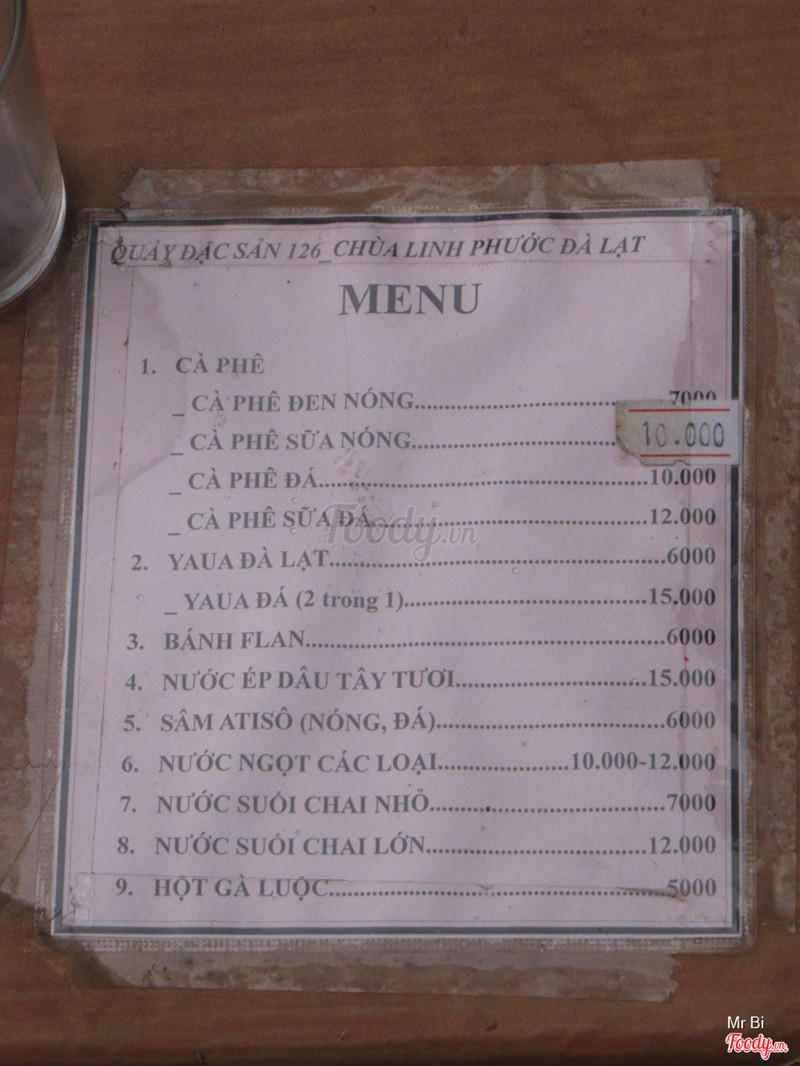 QUẦY ĐẶC SẢN 126_CHÙA LINH PHƯỚC ĐÀ LẠT
MENU
1. CÀ PHÊ
_ CÀ PHÊ ĐEN NÓNG..........7000
_ CÀ PHÊ SỮA NÓNG..........10.000
_ CÀ PHÊ ĐÁ..........10.000
_ CÀ PHÊ SỮA ĐÁ..........12.000
Foody.vn
2. YAUA ĐÀ LẠT..........6000
_ YAUA ĐÁ (2 trong 1)..........15.000
3. BÁNH FLAN..........6000
4. NƯỚC ÉP DÂU TÂY TƯƠI..........15.000
5. SÂM ATISÔ (NÓNG, ĐÁ)..........6000
6. NƯỚC NGỌT CÁC LOẠI..........10.000-12.000
7. NƯỚC SUỐI CHAI NHỎ..........7000
8. NƯỚC SUỐI CHAI LỚN..........12.000
9. HỘT GÀ LUỘC..........5000
Mr Bi
Foody.vn